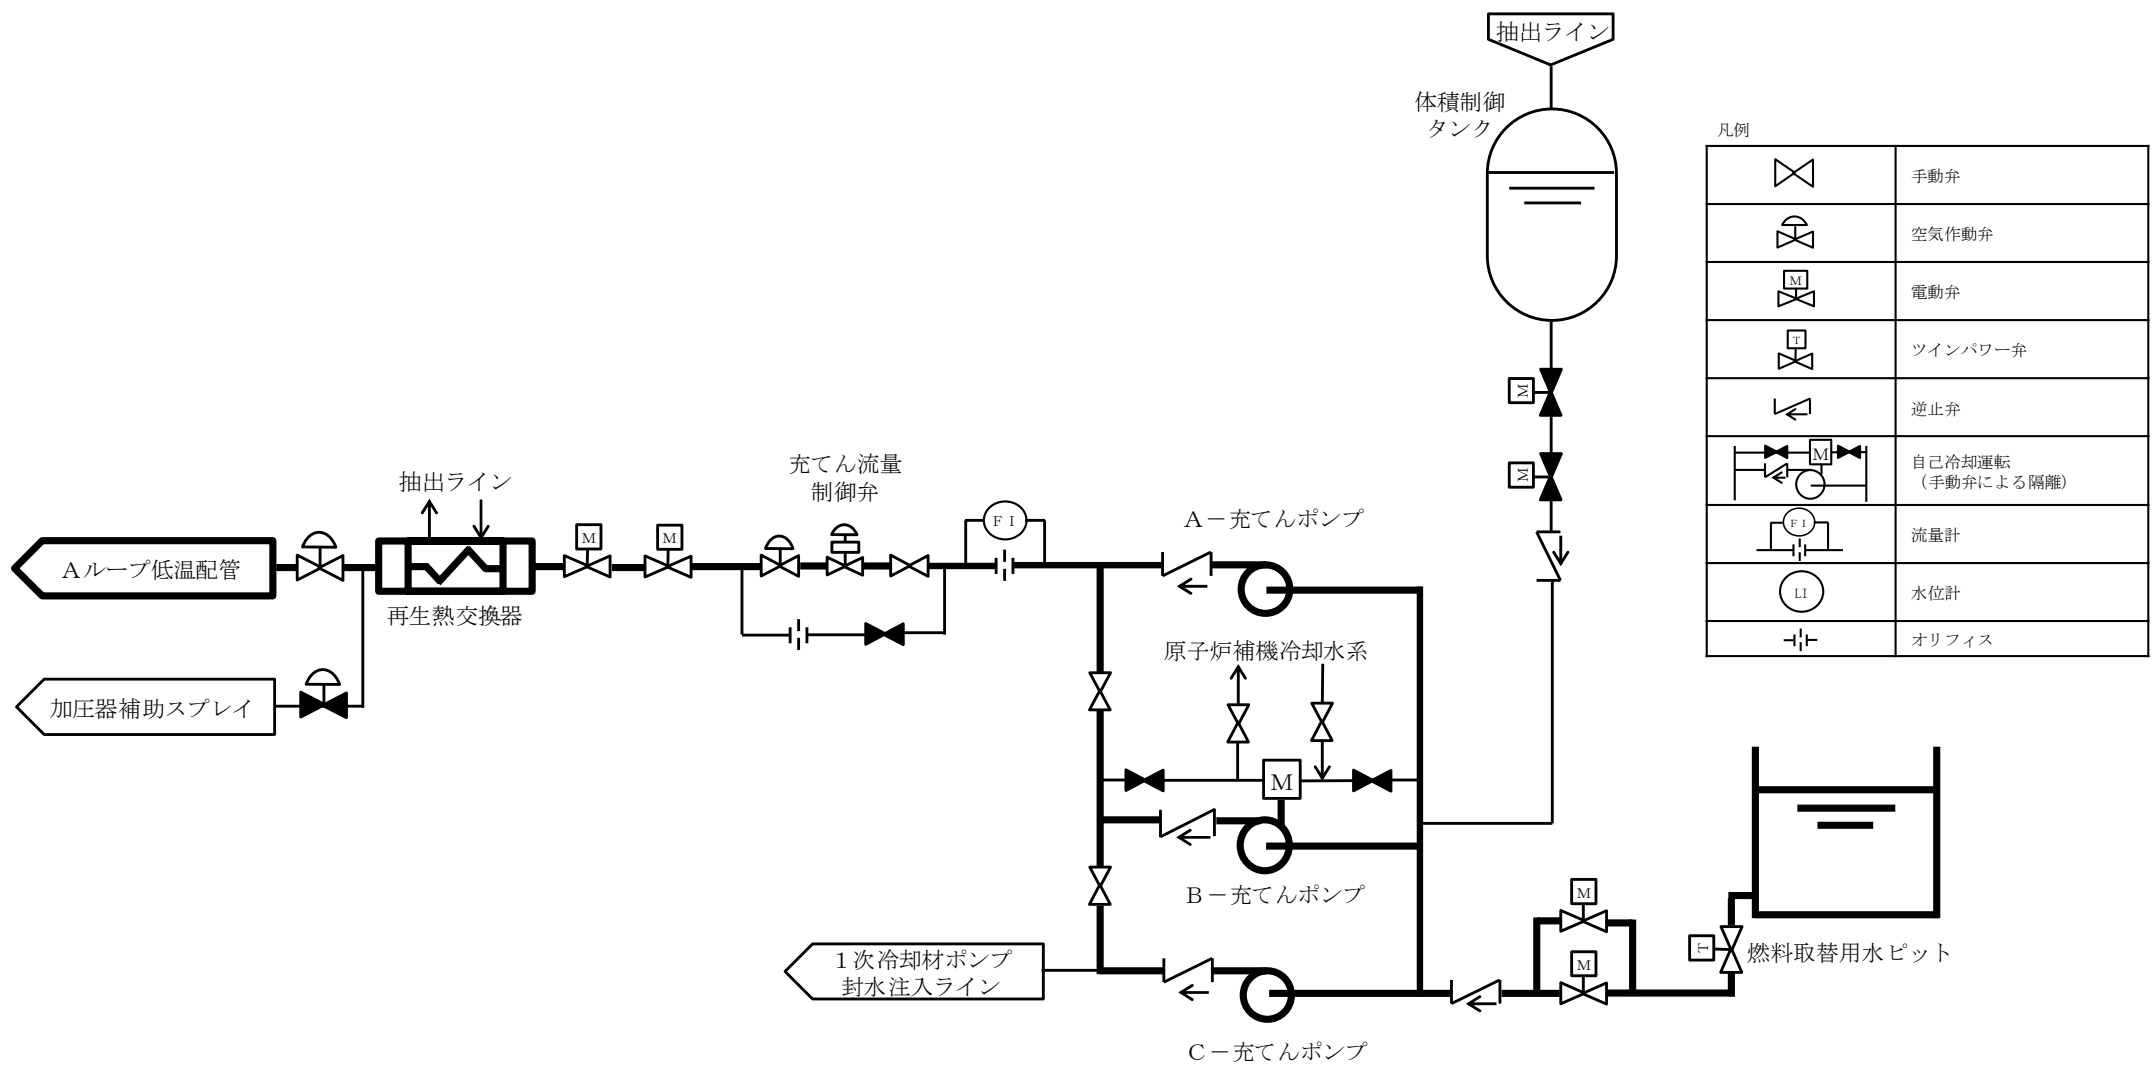 抽出ライン
体積制御
タンク
凡例
手動弁
空気作動弁
M
電動弁
T
ツインパワー弁
逆止弁
M
自己冷却運転
（手動弁による隔離）
ＦＩ
流量計
LI
水位計
オリフィス
M
M
充てん流量
制御弁
抽出ライン
ＦＩ
Ａ－充てんポンプ
M
M
Ａループ低温配管
再生熱交換器
原子炉補機冷却水系
加圧器補助スプレイ
M
Ｂ－充てんポンプ
M
T
燃料取替用水ピット
１次冷却材ポンプ
封水注入ライン
M
Ｃ－充てんポンプ